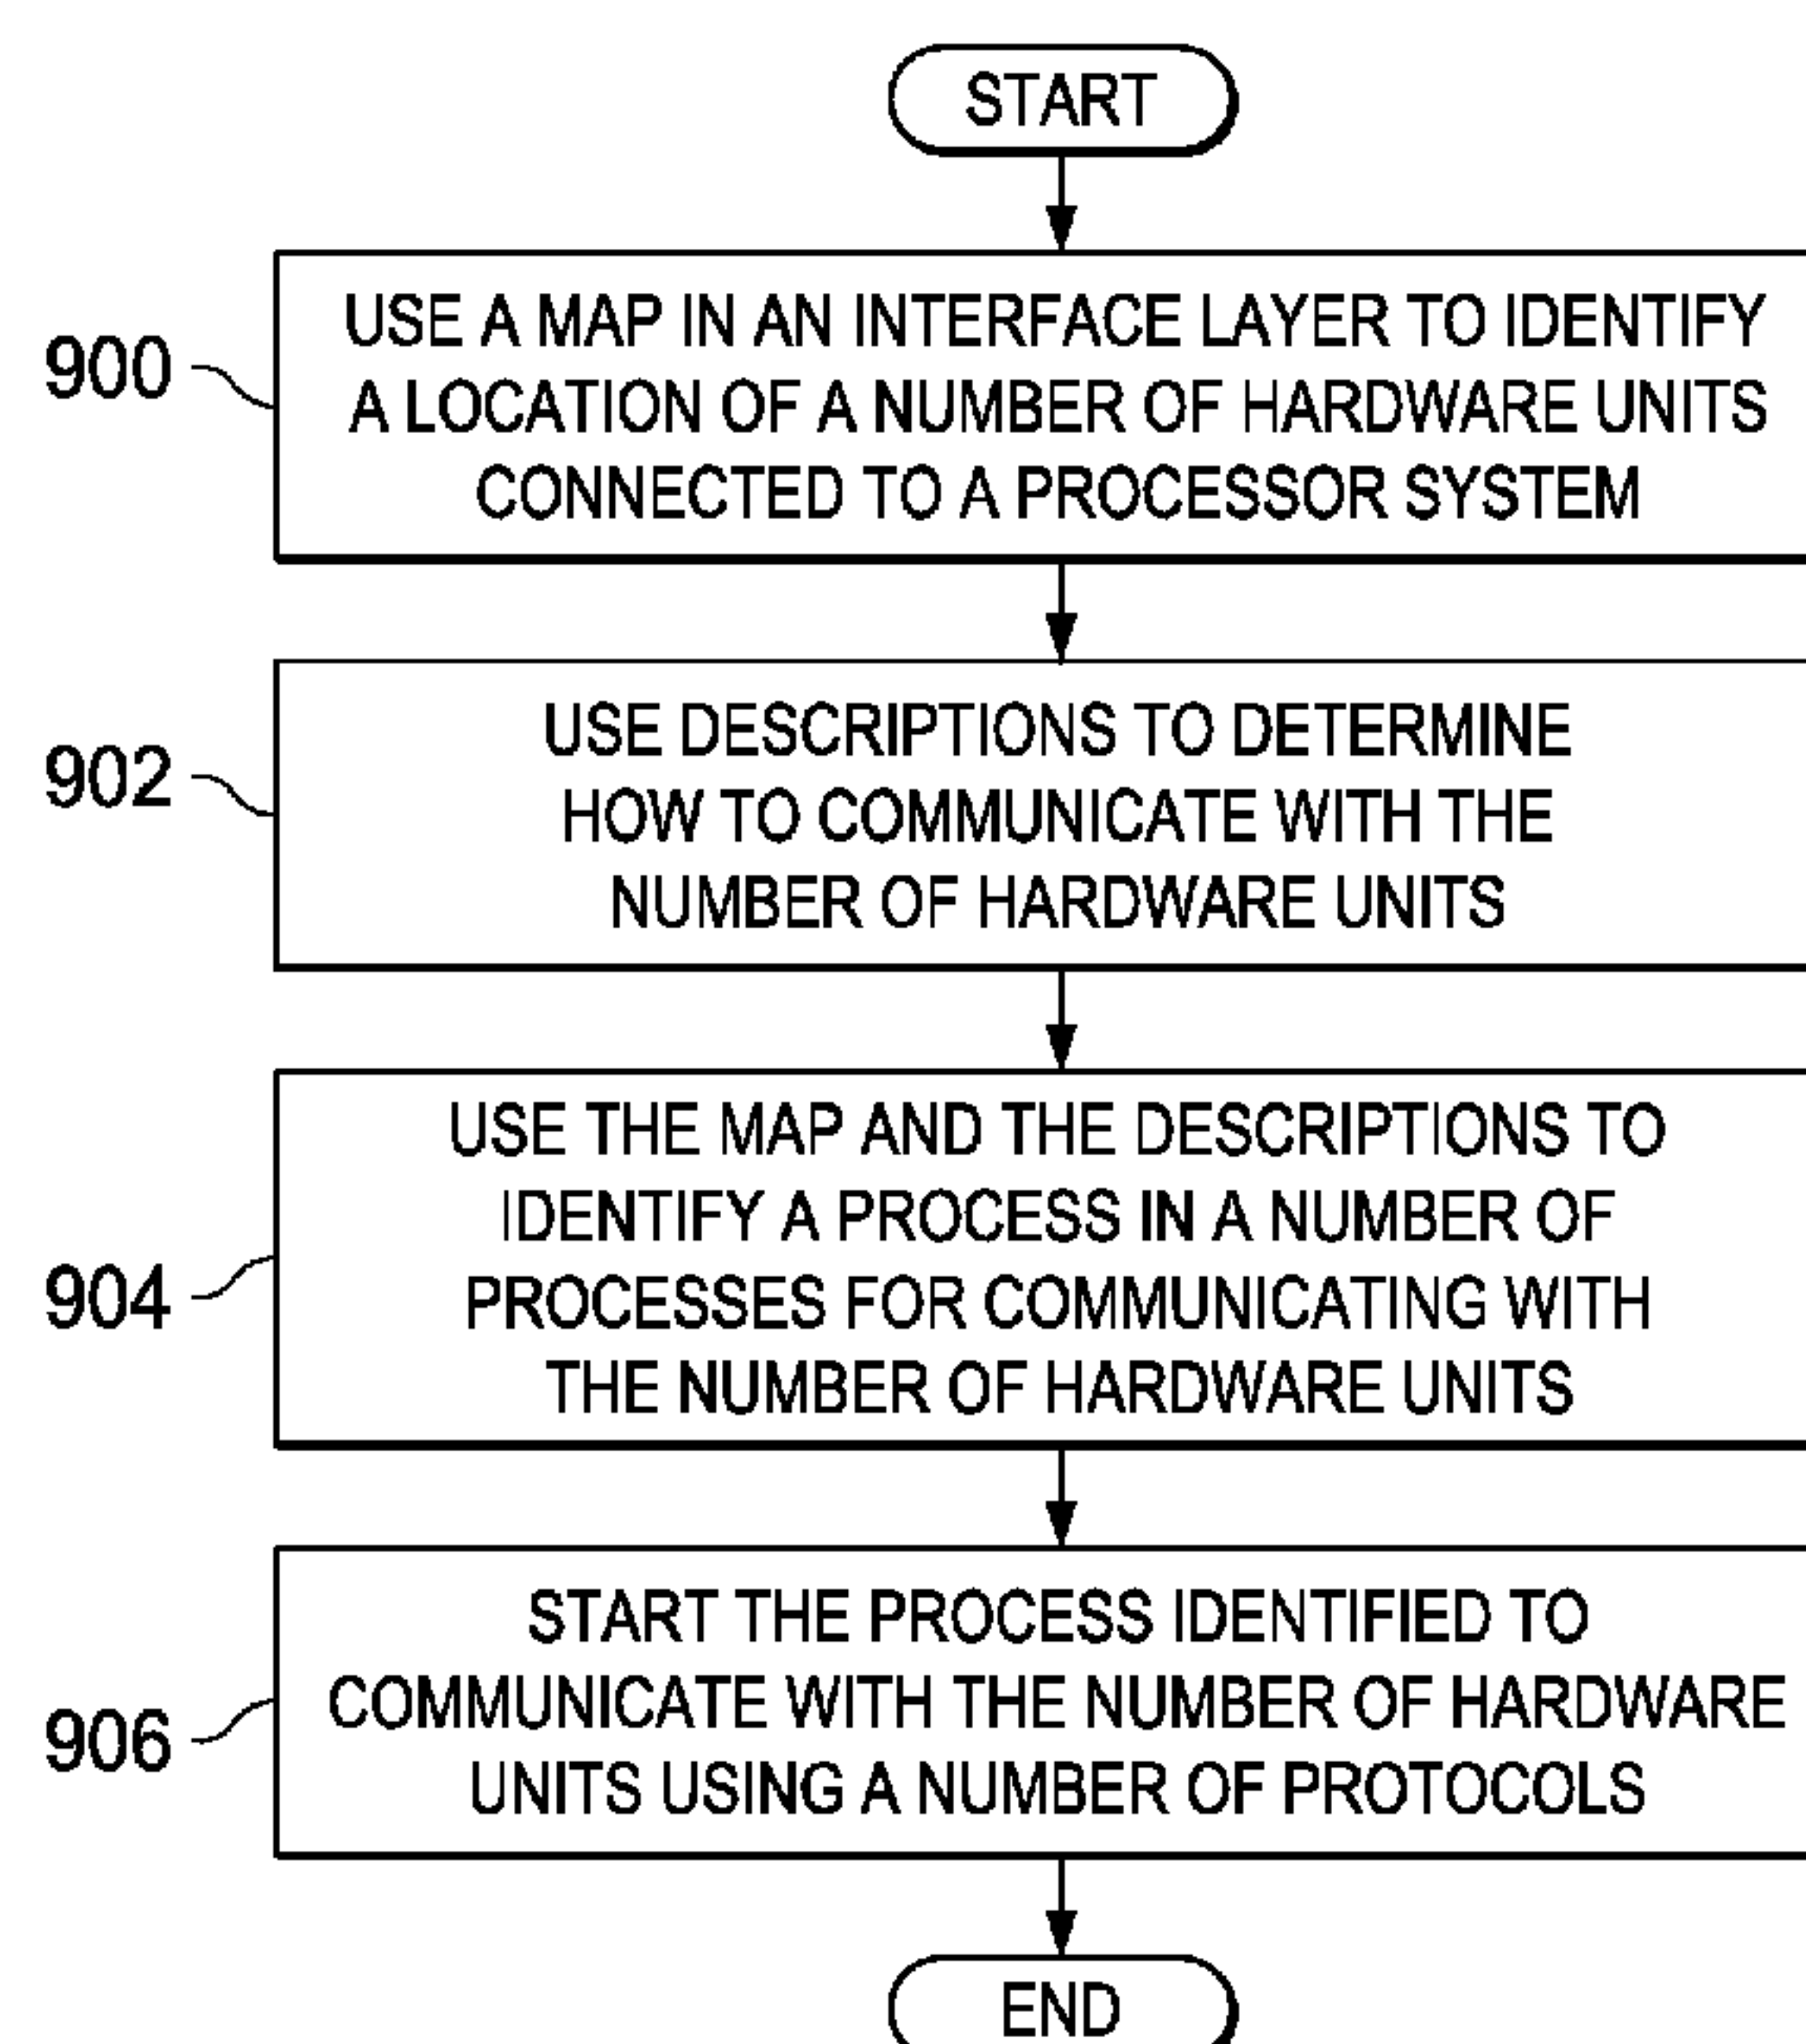 START
900
USE A MAP IN AN INTERFACE LAYER TO IDENTIFY
A LOCATION OF A NUMBER OF HARDWARE UNITS
CONNECTED TO A PROCESSOR SYSTEM
902
USE DESCRIPTIONS TO DETERMINE
HOW TO COMMUNICATE WITH THE
NUMBER OF HARDWARE UNITS
904
USE THE MAP AND THE DESCRIPTIONS TO
IDENTIFY A PROCESS IN A NUMBER OF
PROCESSES FOR COMMUNICATING WITH
THE NUMBER OF HARDWARE UNITS
906
START THE PROCESS IDENTIFIED TO
COMMUNICATE WITH THE NUMBER OF HARDWARE
UNITS USING A NUMBER OF PROTOCOLS
END